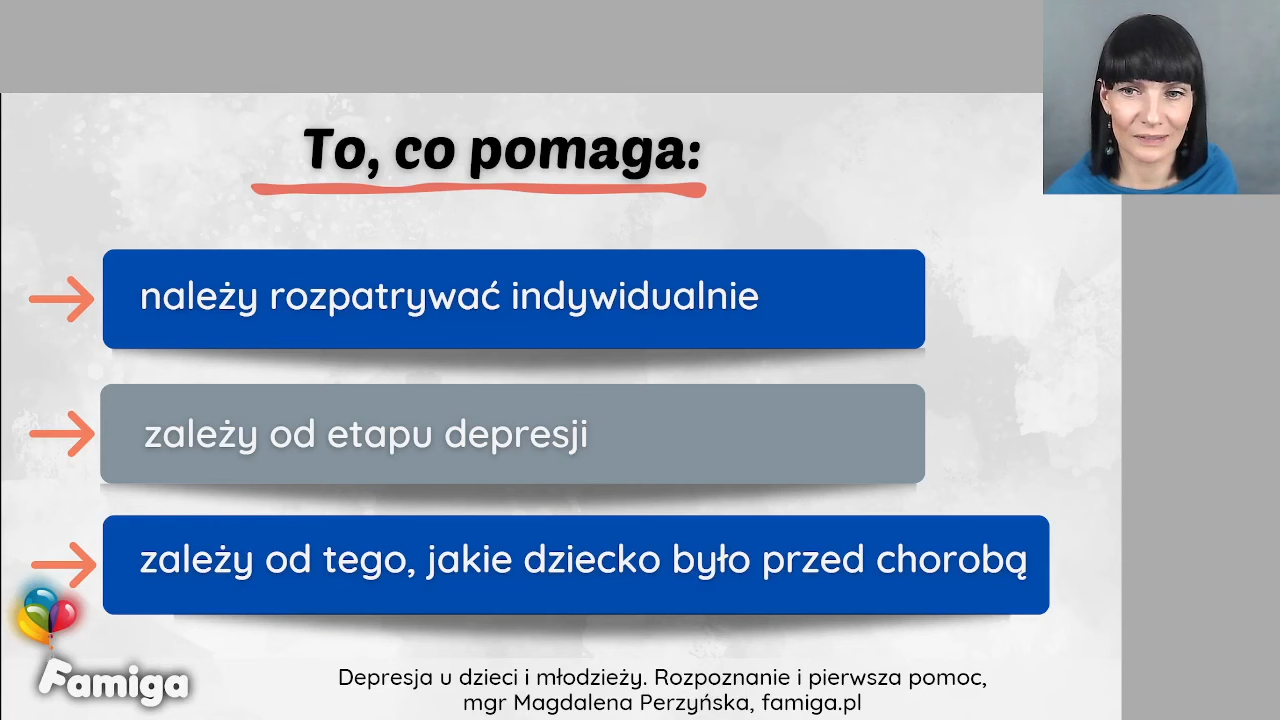 To, co pomaga:
należy rozpatrywać indywidualnie
zależy od etapu depresji
zależy od tego, jakie dziecko było przed chorobą
Famiga
Depresja u dzieci i młodzieży. Rozpoznanie i pierwsza pomoc,
mgr Magdalena Perzyńska, famiga.pl